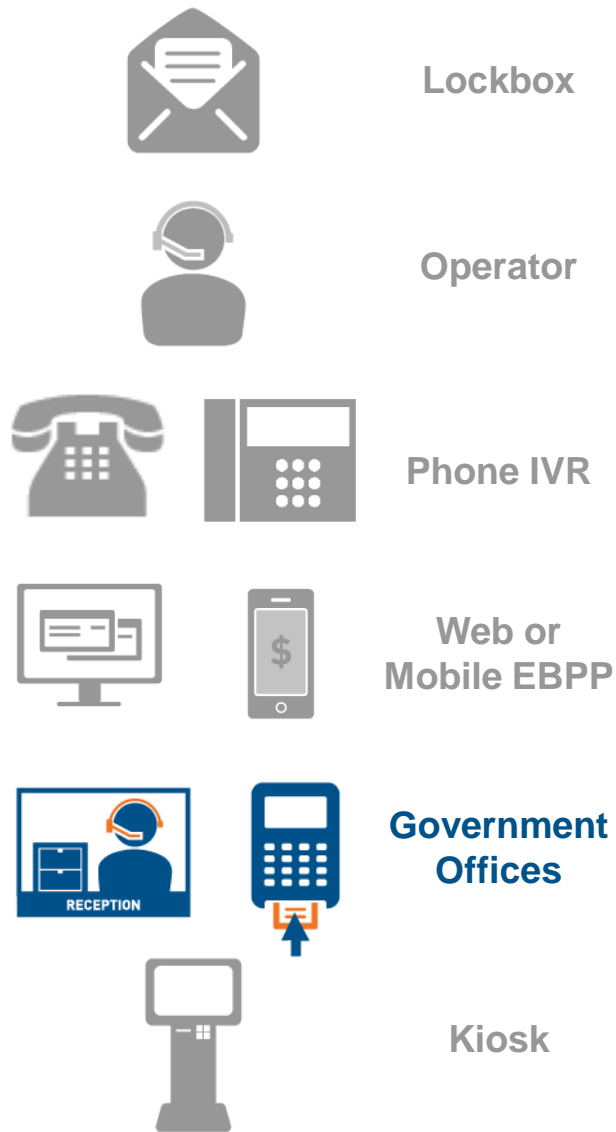 Lockbox
Operator
Phone IVR
$
Web or
Mobile EBPP
RECEPTION
Government
Offices
Kiosk